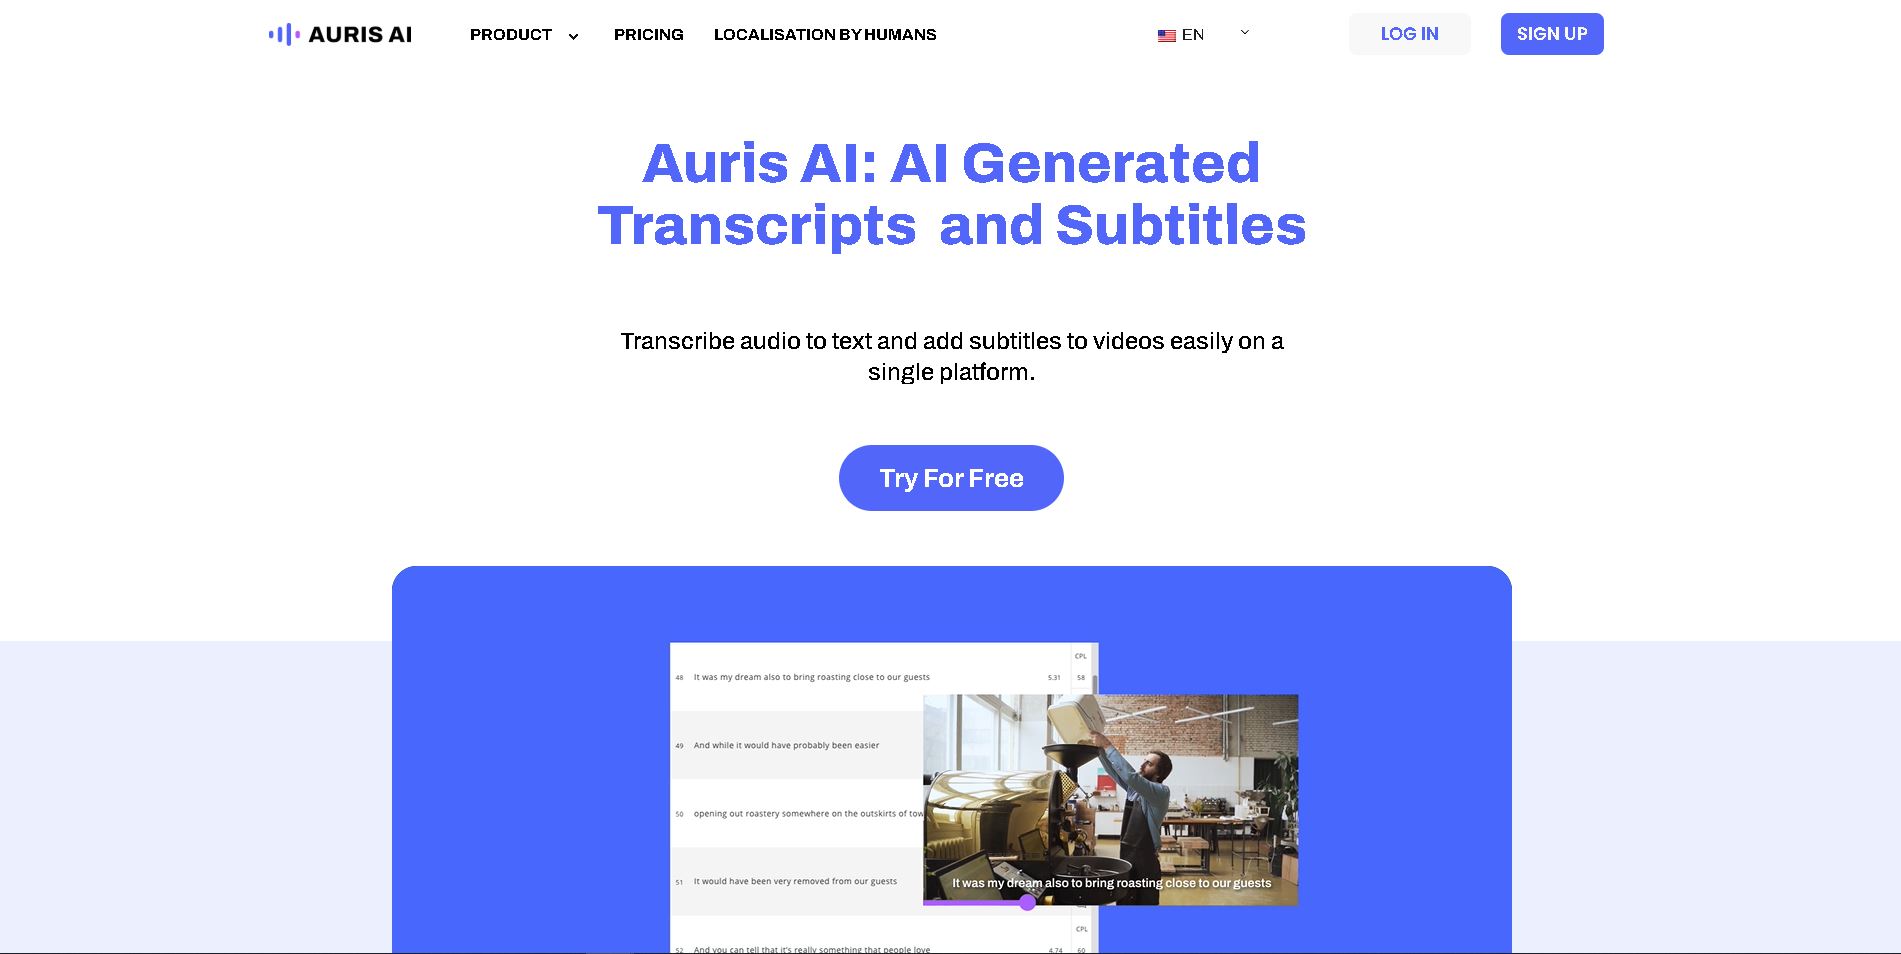 AURIS AI
PRODUCT
PRICING
LOCALISATION BY HUMANS
EN
LOG IN
SIGN UP
Auris AI: AI Generated
Transcripts and Subtitles
Transcribe audio to text and add subtitles to videos easily on a
single platform.
Try For Free
CPL
48 It was my dream also to bring roasting close to our guests 5.31 58
49 And while it would have probably been easier
50 opening out roastery somewhere on the outskirts of tow
51 It would have been very removed from our guests
It was my dream also to bring roasting close to our guests
CPL
52 And you can tell that it's really something that people love 4.74 60